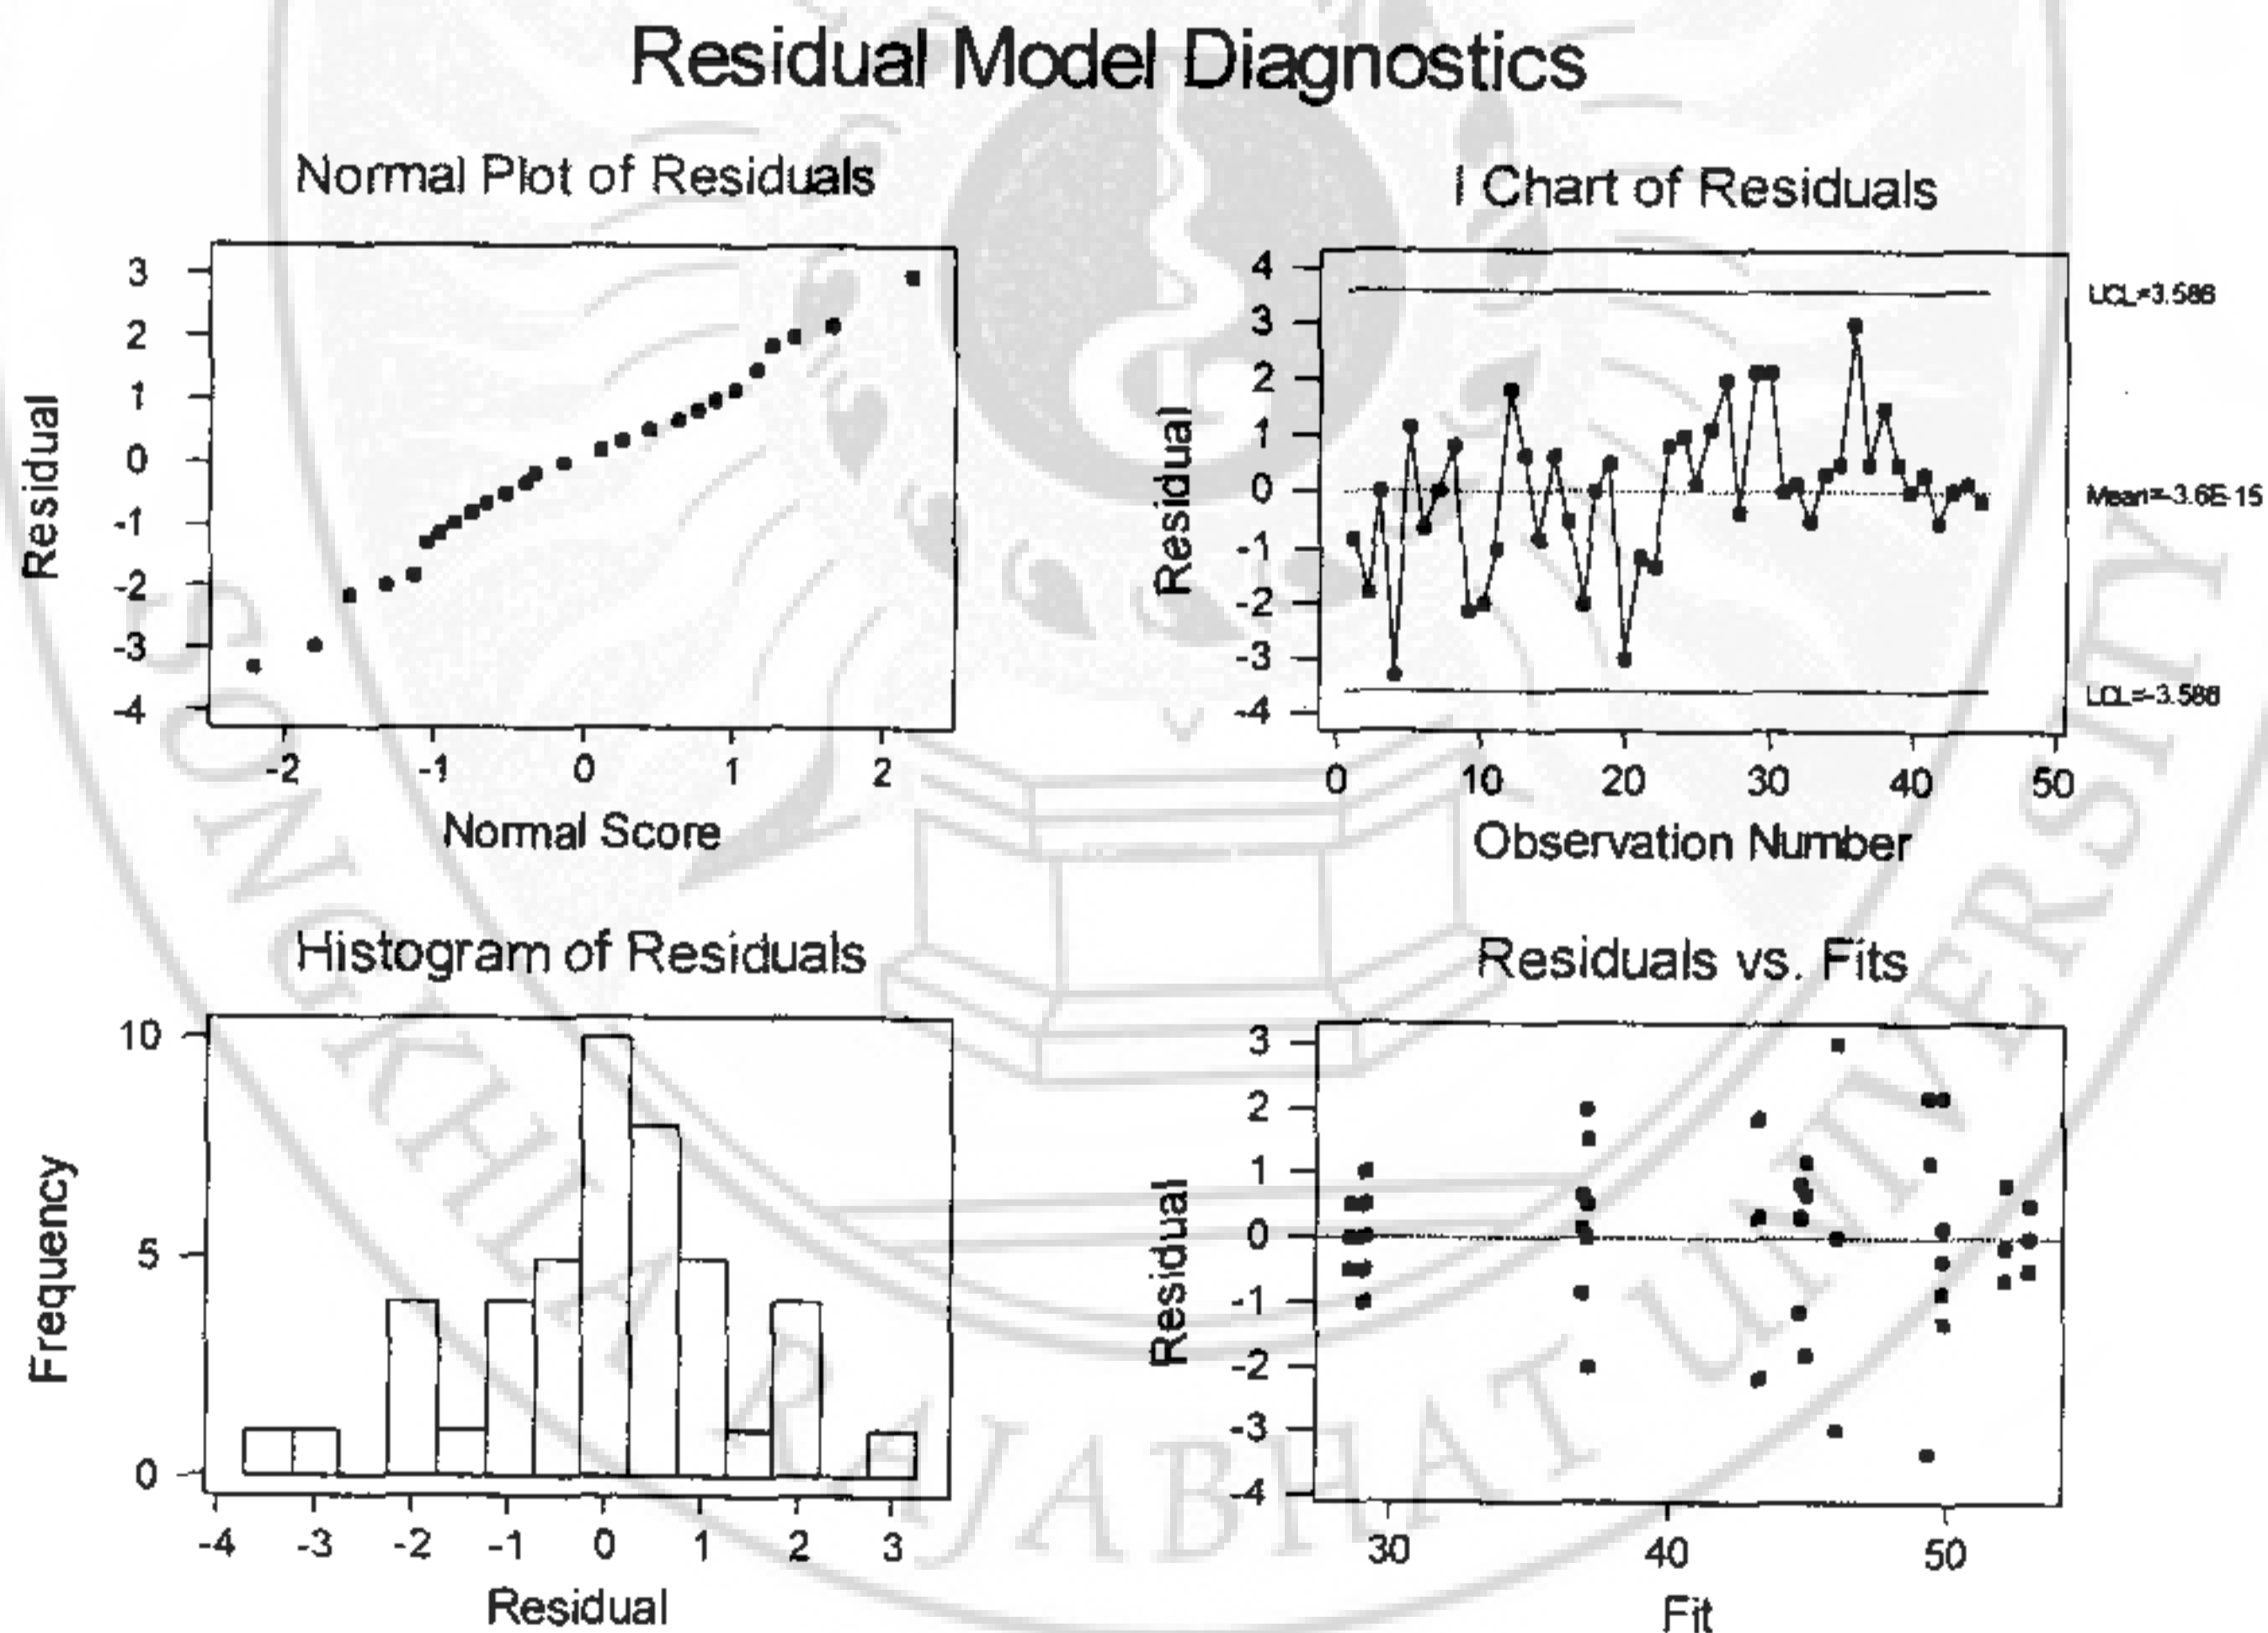 Residual Model Diagnostics
Normal Plot of Residuals
3
2
1
0
-1
-2
-3
-4
Residual
-2 -1 0 1 2
Normal Score
I Chart of Residuals
4
3
2
1
0
-1
-2
-3
-4
Residual
UCL=3.586
Mean=-3.6E-15
LCL=-3.586
0 10 20 30 40 50
Observation Number
Histogram of Residuals
10
5
0
Frequency
-4 -3 -2 -1 0 1 2 3
Residual
Residuals vs. Fits
3
2
1
0
-1
-2
-3
-4
Residual
30 40 50
Fit
SONGKHLA RAJABHAT UNIVERSITY